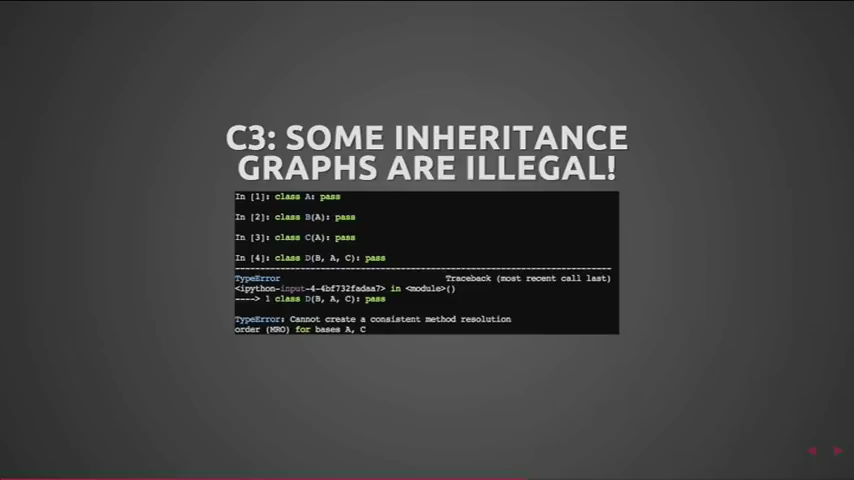 C3: SOME INHERITANCE
GRAPHS ARE ILLEGAL!
In [1]: class A: pass
In [2]: class B(A): pass
In [3]: class C(A): pass
In [4]: class D(B, A, C): pass
---------------------------------------------------------------------------
TypeError Traceback (most recent call last)
<ipython-input-4-4bf732fadaa7> in <module>()
----> 1 class D(B, A, C): pass
TypeError: Cannot create a consistent method resolution
order (MRO) for bases A, C